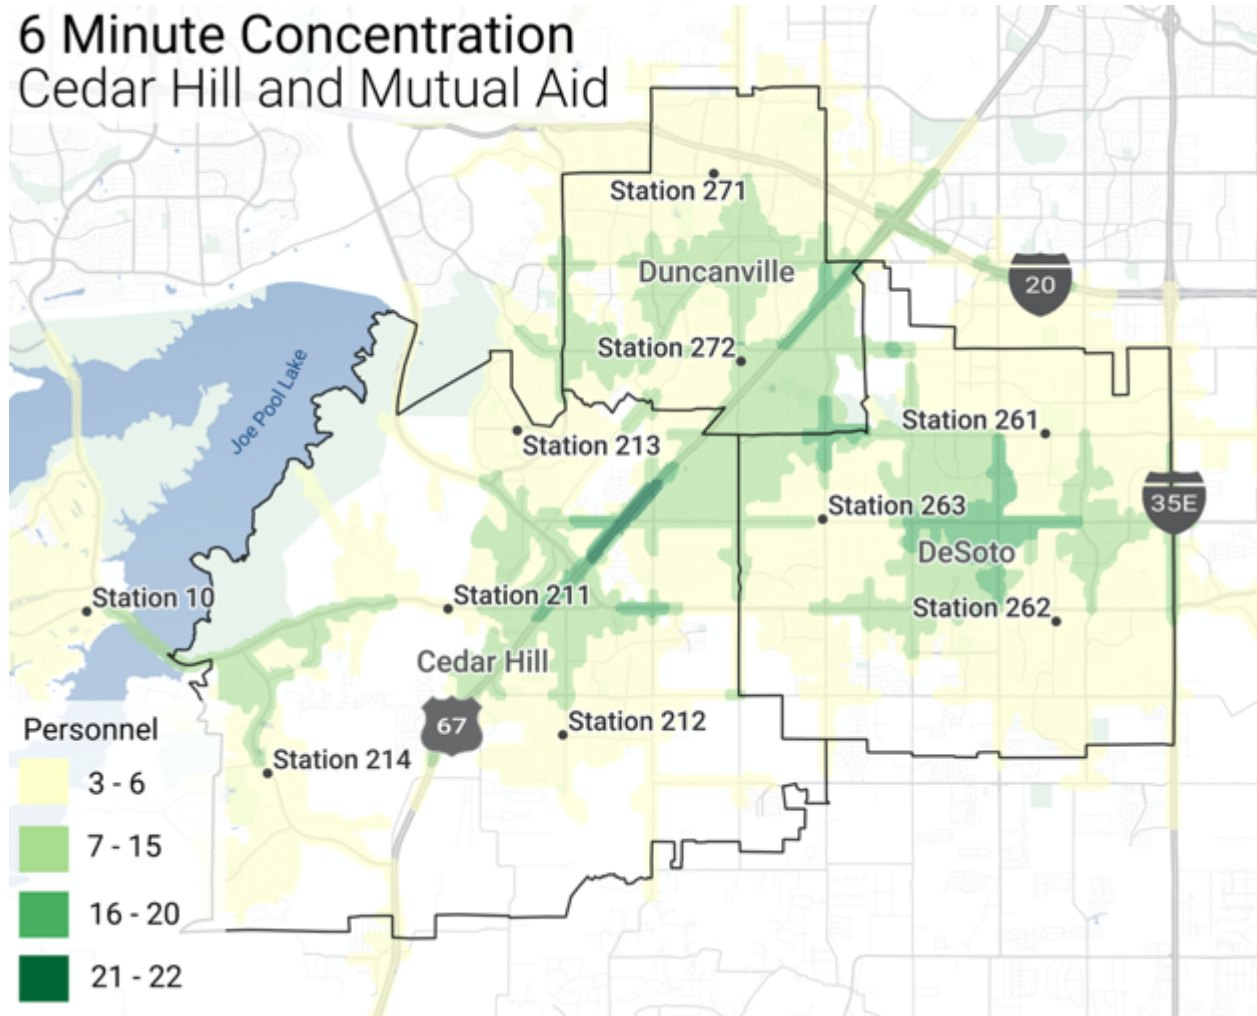 6 Minute Concentration
Cedar Hill and Mutual Aid
Station 271
Duncanville
20
Station 272
Joe Pool Lake
Station 261
Station 213
35E
Station 263
DeSoto
Station 10
Station 211
Station 262
Cedar Hill
67
Station 212
Station 214
Personnel
3 - 6
7 - 15
16 - 20
21 - 22